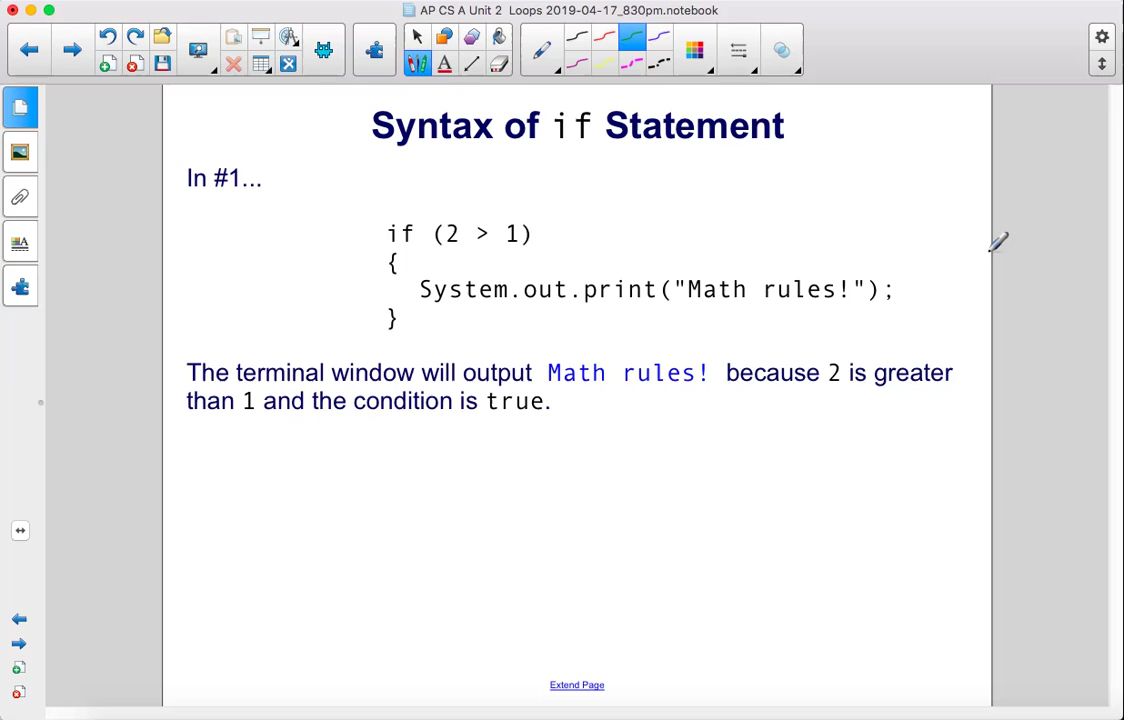 AP CS A Unit 2  Loops 2019-04-17_830pm.notebook
Syntax of if Statement
In #1...
if (2 > 1)
{
System.out.print("Math rules!");
}
The terminal window will output Math rules! because 2 is greater
than 1 and the condition is true.
Extend Page